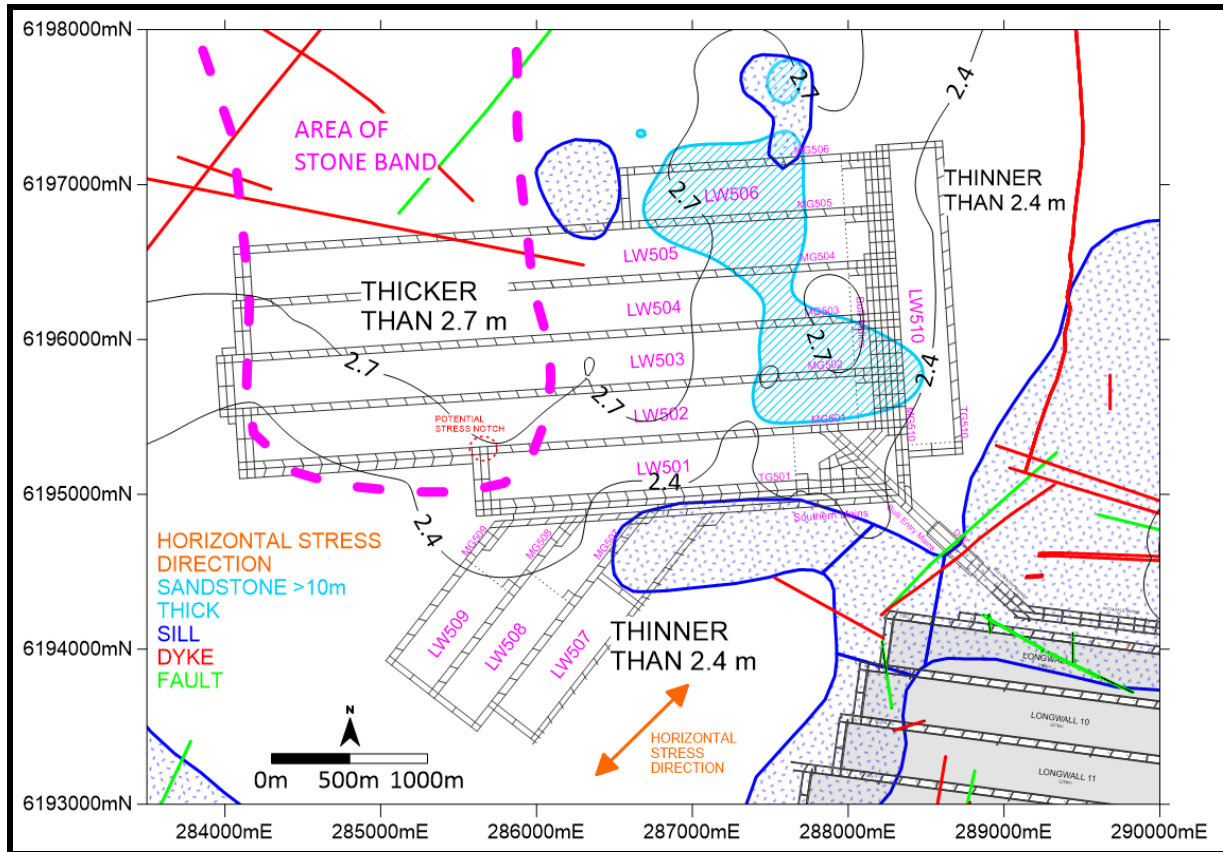 6198000mN
6197000mN
6196000mN
6195000mN
6194000mN
6193000mN
AREA OF
STONE BAND
2.7
2.4
MG506
THINNER
THAN 2.4 m
2.7
LW506
MG505
LW505
MG504
THICKER
THAN 2.7 m
LW504
MG503
LW510
2.7
LW503
2.7
MG502
2.4
2.7
POTENTIAL
STRESS NOTCH
LW502
MG501
MG510
TG510
LW501
2.4
TG501
2.4
Southern Mains
MG509
MG508
MG507
HORIZONTAL STRESS
DIRECTION
SANDSTONE >10m
THICK
SILL
DYKE
FAULT
LW509
LW508
LW507
THINNER
THAN 2.4 m
N
0m
500m
1000m
HORIZONTAL
STRESS
DIRECTION
LONGWALL
LONGWALL 10
LONGWALL 11
284000mE
285000mE
286000mE
287000mE
288000mE
289000mE
290000mE